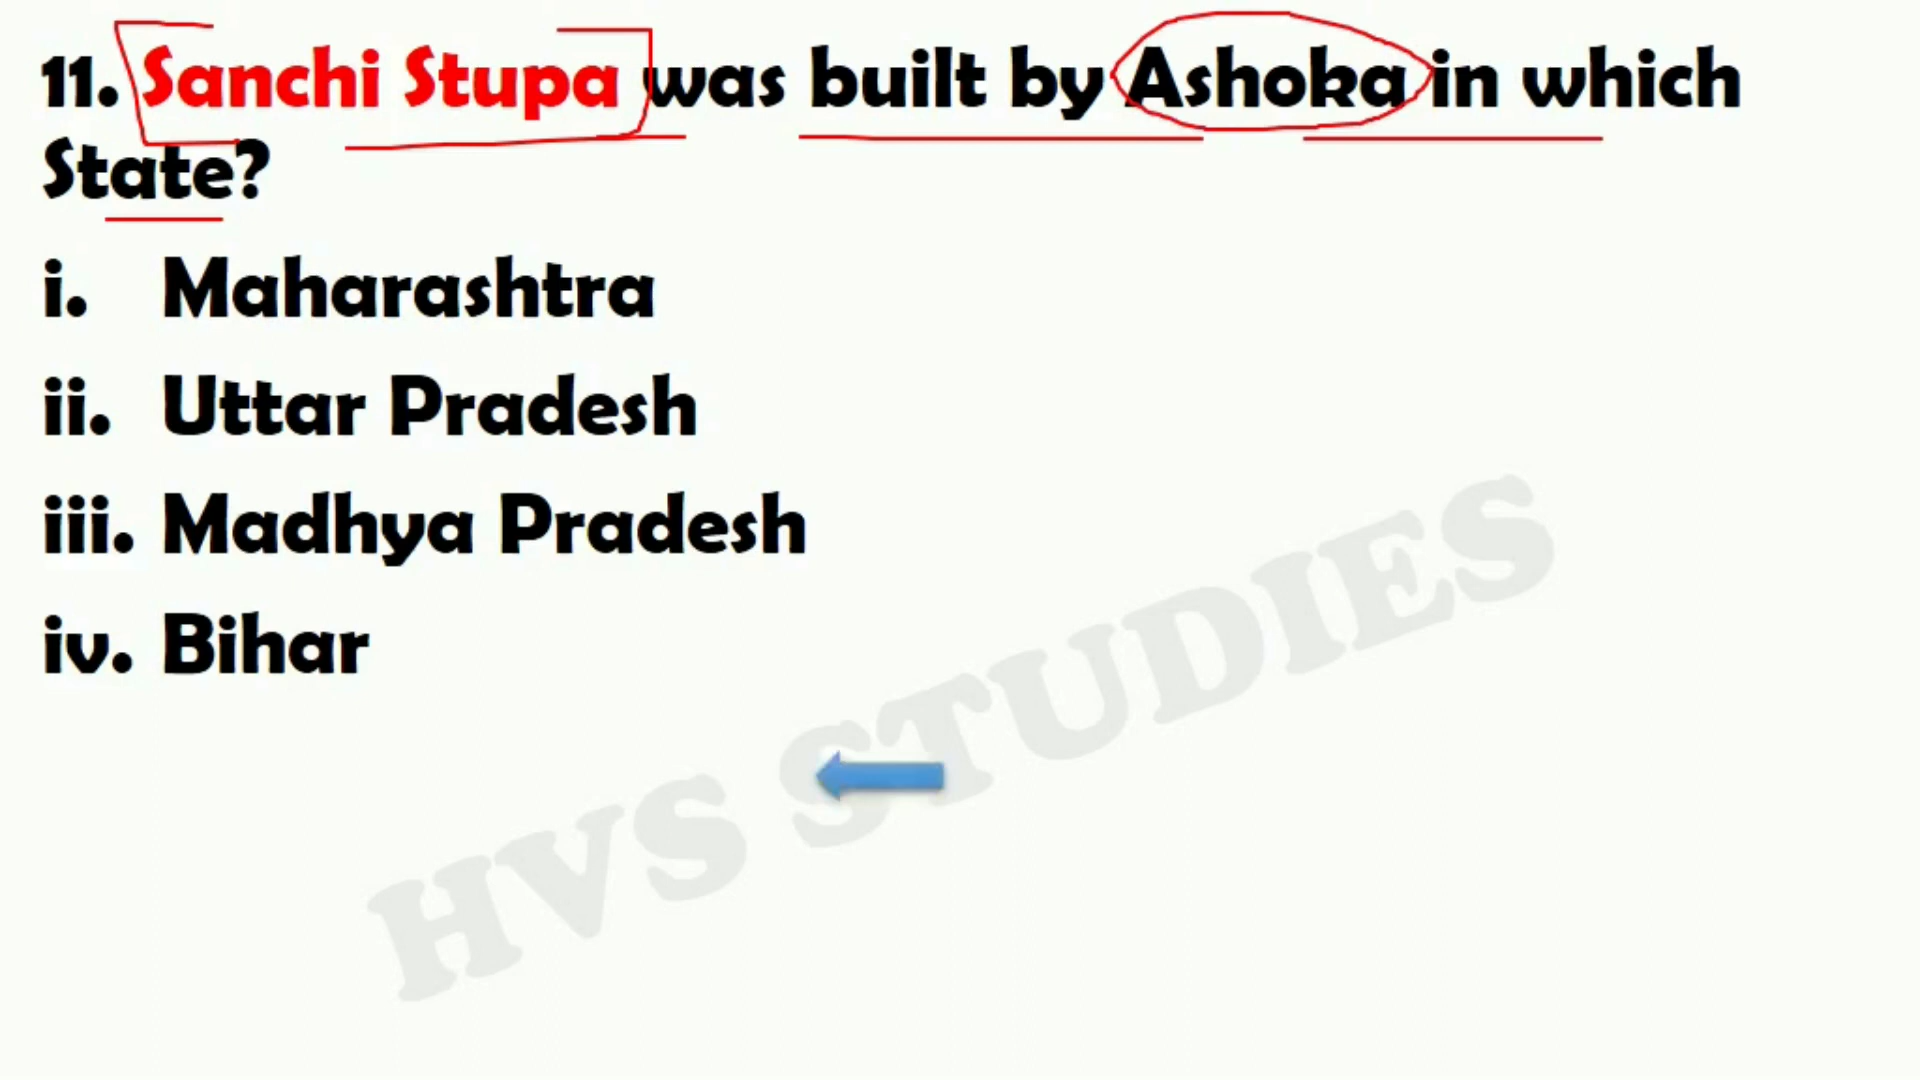 11. Sanchi Stupa was built by Ashoka in which
State?
i. Maharashtra
ii. Uttar Pradesh
iii. Madhya Pradesh
iv. Bihar
HVS STUDIES